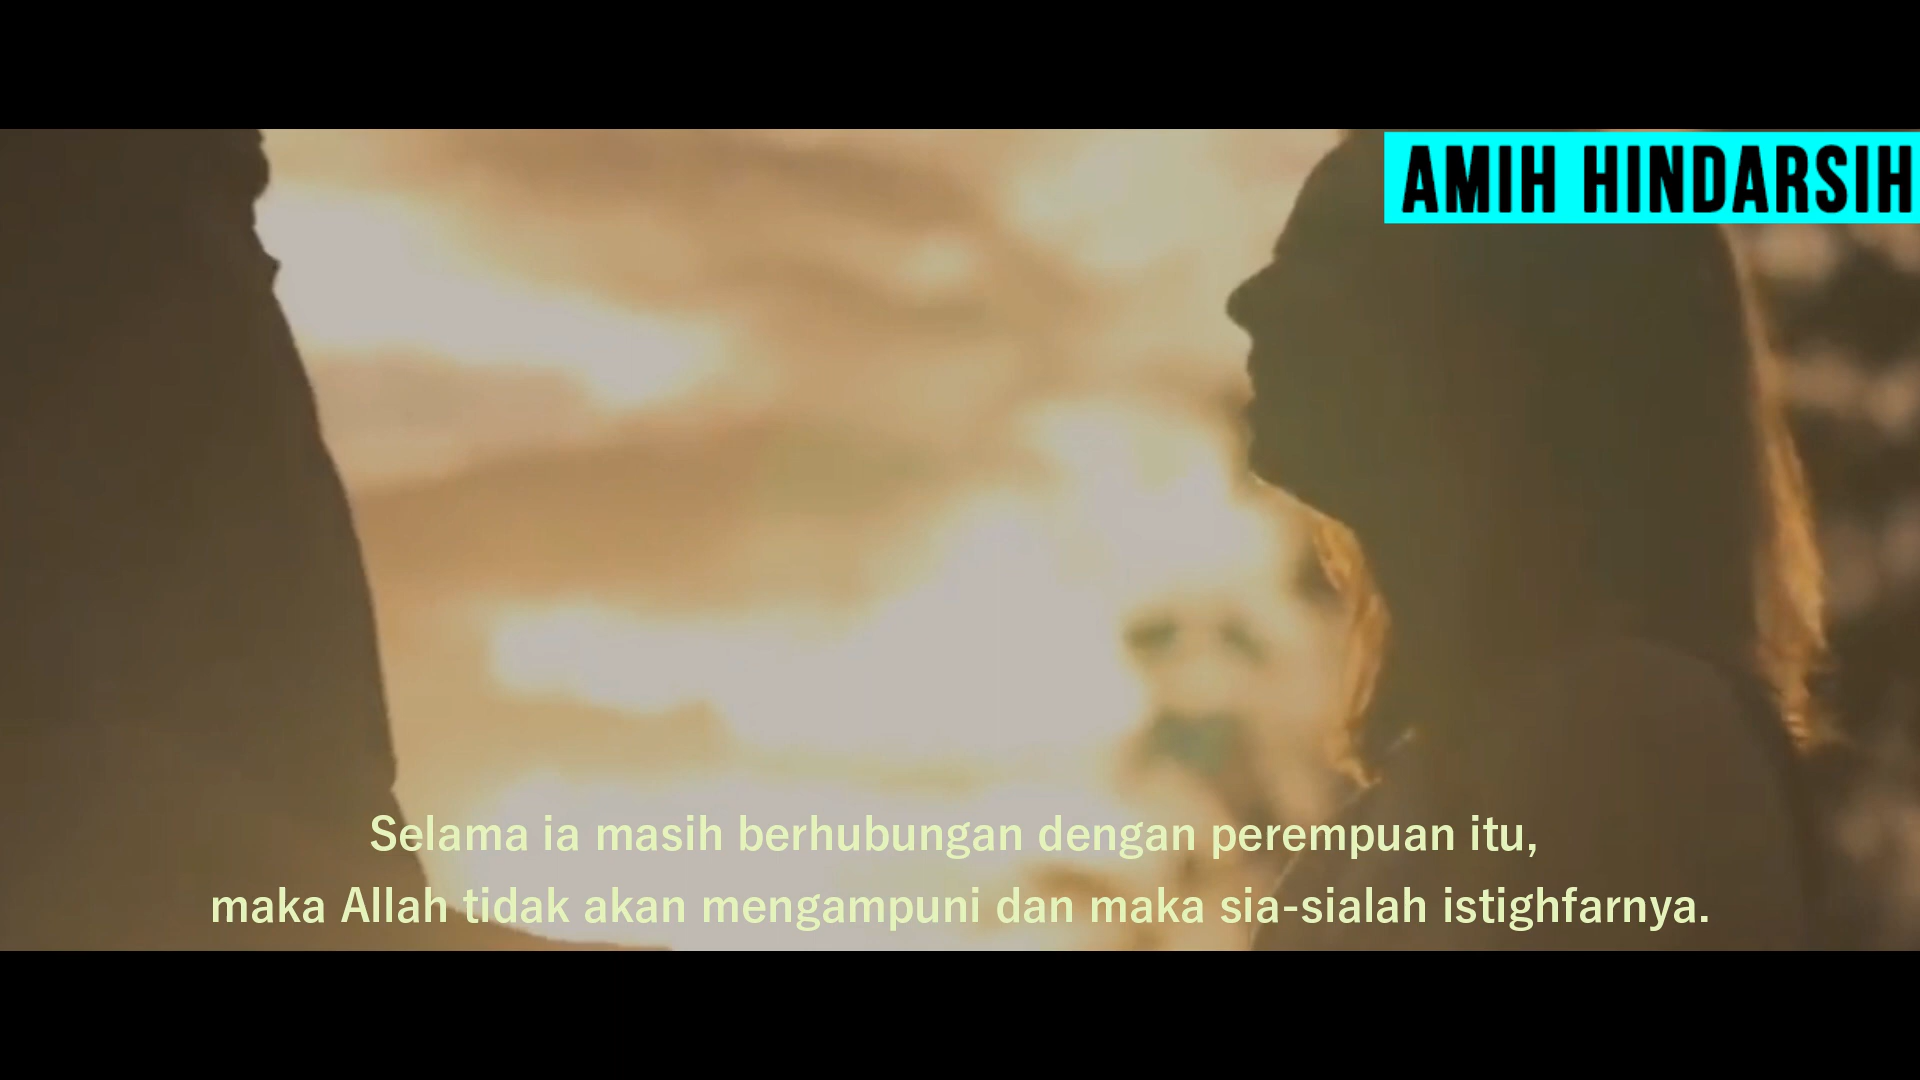 AMIH HINDARSIH
Selama ia masih berhubungan dengan perempuan itu,
maka Allah tidak akan mengampuni dan maka sia-sialah istighfarnya.